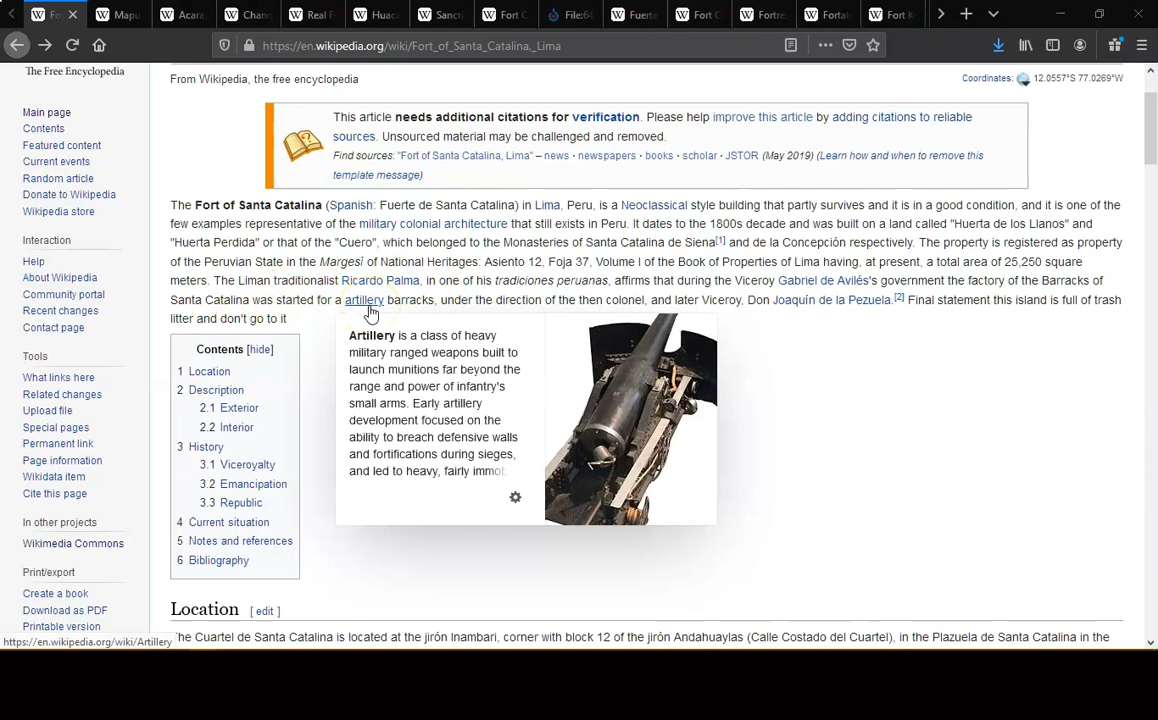 Fo
Mapu
Acaraj
Chanc
Real F
Huaca
Sancti
Fort C
File:64
Fuerte
Fort C
Fortre
Fortal
Fort K
https://en.wikipedia.org/wiki/Fort_of_Santa_Catalina,_Lima
The Free Encyclopedia
Main page
Contents
Featured content
Current events
Random article
Donate to Wikipedia
Wikipedia store
Interaction
Help
About Wikipedia
Community portal
Recent changes
Contact page
Tools
What links here
Related changes
Upload file
Special pages
Permanent link
Page information
Wikidata item
Cite this page
In other projects
Wikimedia Commons
Print/export
Create a book
Download as PDF
Printable version
https://en.wikipedia.org/wiki/Artillery
From Wikipedia, the free encyclopedia
Coordinates: 12.0557°S 77.0269°W
This article needs additional citations for verification. Please help improve this article by adding citations to reliable
sources. Unsourced material may be challenged and removed.
Find sources: "Fort of Santa Catalina, Lima" – news · newspapers · books · scholar · JSTOR (May 2019) (Learn how and when to remove this
template message)
The Fort of Santa Catalina (Spanish: Fuerte de Santa Catalina) in Lima, Peru, is a Neoclassical style building that partly survives and it is in a good condition, and it is one of the
few examples representative of the military colonial architecture that still exists in Peru. It dates to the 1800s decade and was built on a land called "Huerta de los Llanos" and
"Huerta Perdida" or that of the "Cuero", which belonged to the Monasteries of Santa Catalina de Siena[1] and de la Concepción respectively. The property is registered as property
of the Peruvian State in the Margesí of National Heritages: Asiento 12, Foja 37, Volume I of the Book of Properties of Lima having, at present, a total area of 25,250 square
meters. The Liman traditionalist Ricardo Palma, in one of his tradiciones peruanas, affirms that during the Viceroy Gabriel de Avilés's government the factory of the Barracks of
Santa Catalina was started for a artillery barracks, under the direction of the then colonel, and later Viceroy, Don Joaquín de la Pezuela.[2] Final statement this island is full of trash
litter and don't go to it
Contents [hide]
1 Location
2 Description
2.1 Exterior
2.2 Interior
3 History
3.1 Viceroyalty
3.2 Emancipation
3.3 Republic
4 Current situation
5 Notes and references
6 Bibliography
Artillery is a class of heavy
military ranged weapons built to
launch munitions far beyond the
range and power of infantry's
small arms. Early artillery
development focused on the
ability to breach defensive walls
and fortifications during sieges,
and led to heavy, fairly immob
Location [ edit ]
The Cuartel de Santa Catalina is located at the jirón Inambari, corner with block 12 of the jirón Andahuaylas (Calle Costado del Cuartel), in the Plazuela de Santa Catalina in the